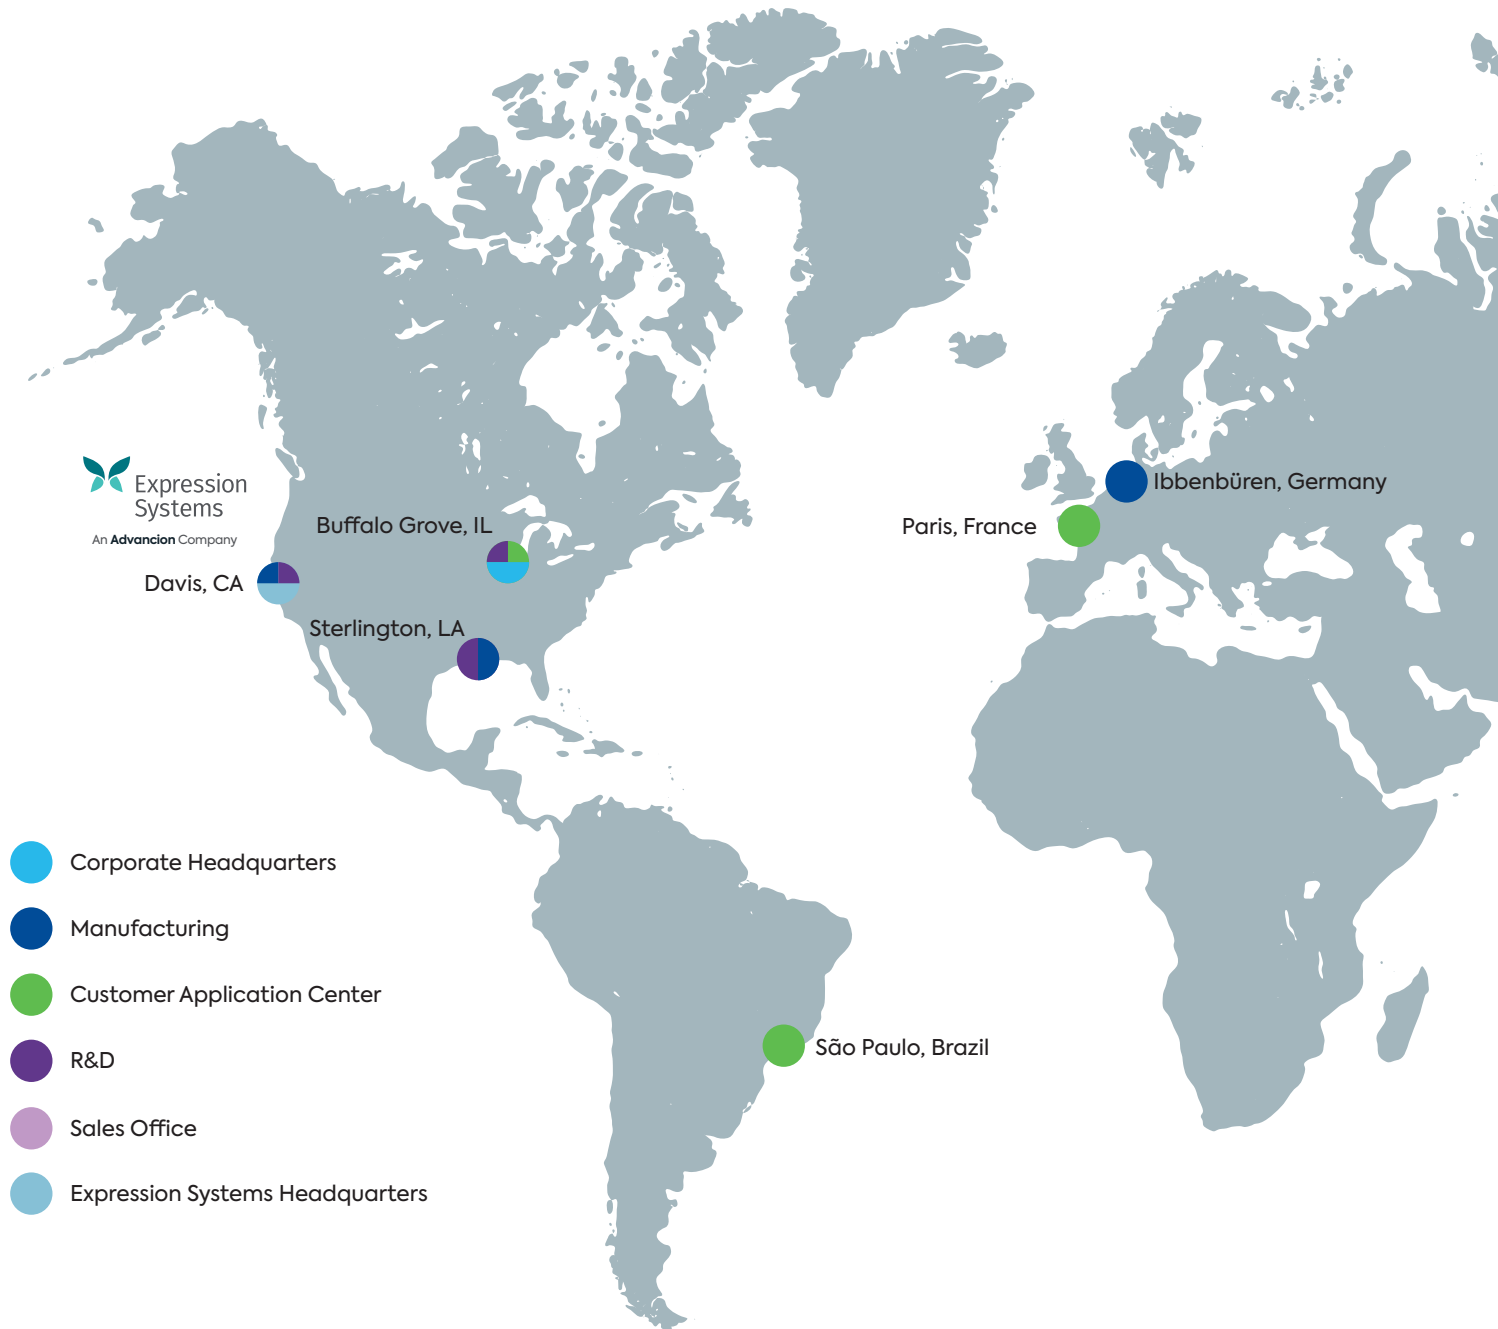 Expression
Systems
An Advancion Company
Buffalo Grove, IL
Davis, CA
Sterlington, LA
Ibbenbüren, Germany
Paris, France
São Paulo, Brazil
Corporate Headquarters
Manufacturing
Customer Application Center
R&D
Sales Office
Expression Systems Headquarters